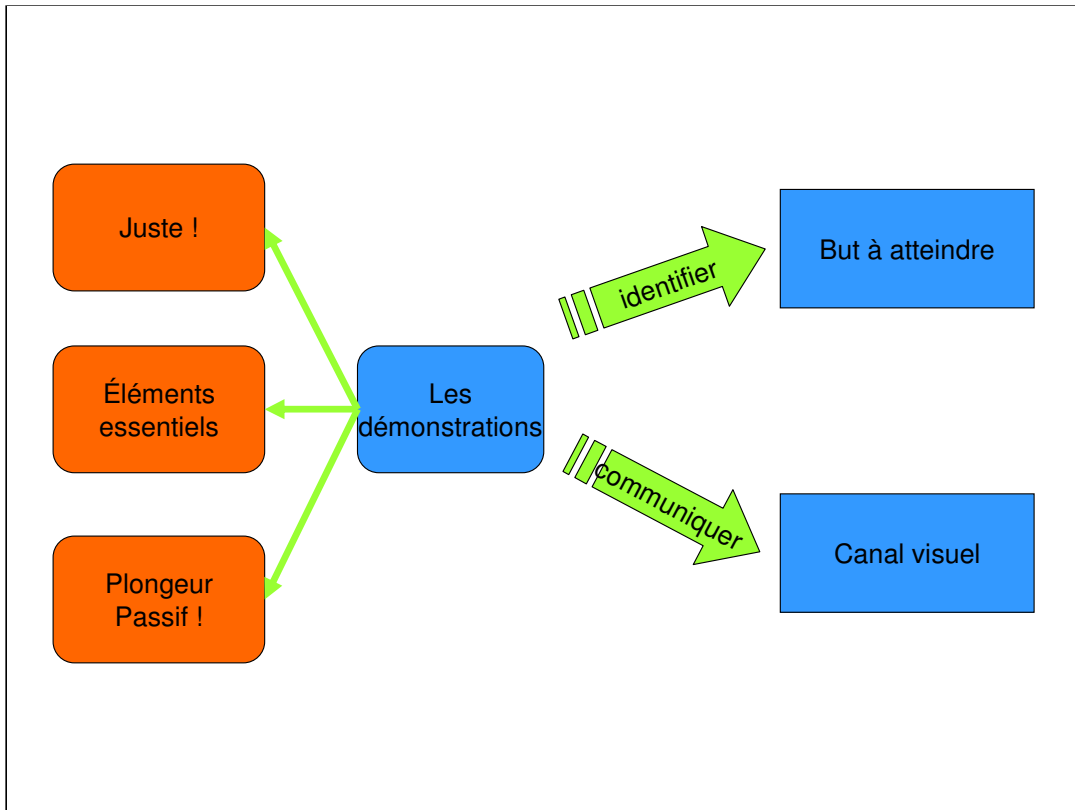 Juste !
Éléments
essentiels
Plongeur
Passif !
Les
démonstrations
identifier
communiquer
But à atteindre
Canal visuel